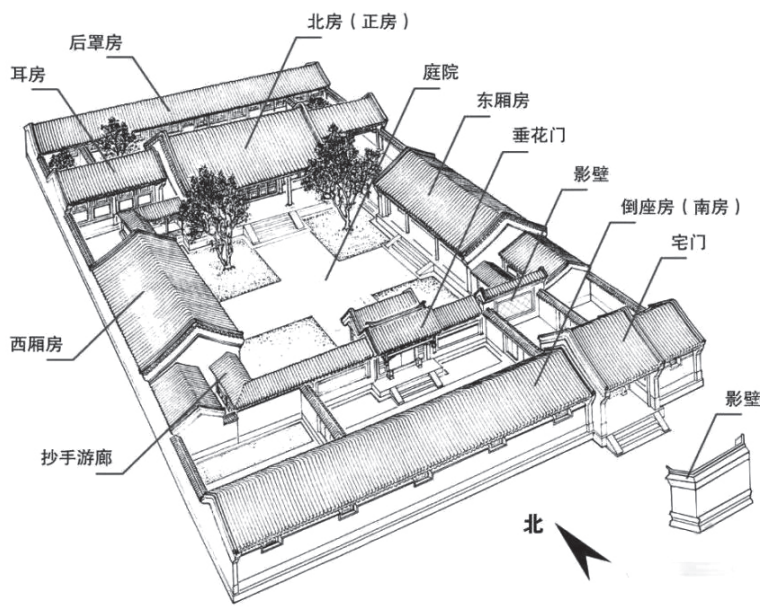 北房（正房）
后罩房
耳房
庭院
东厢房
垂花门
影壁
倒座房（南房）
宅门
西厢房
抄手游廊
影壁
北